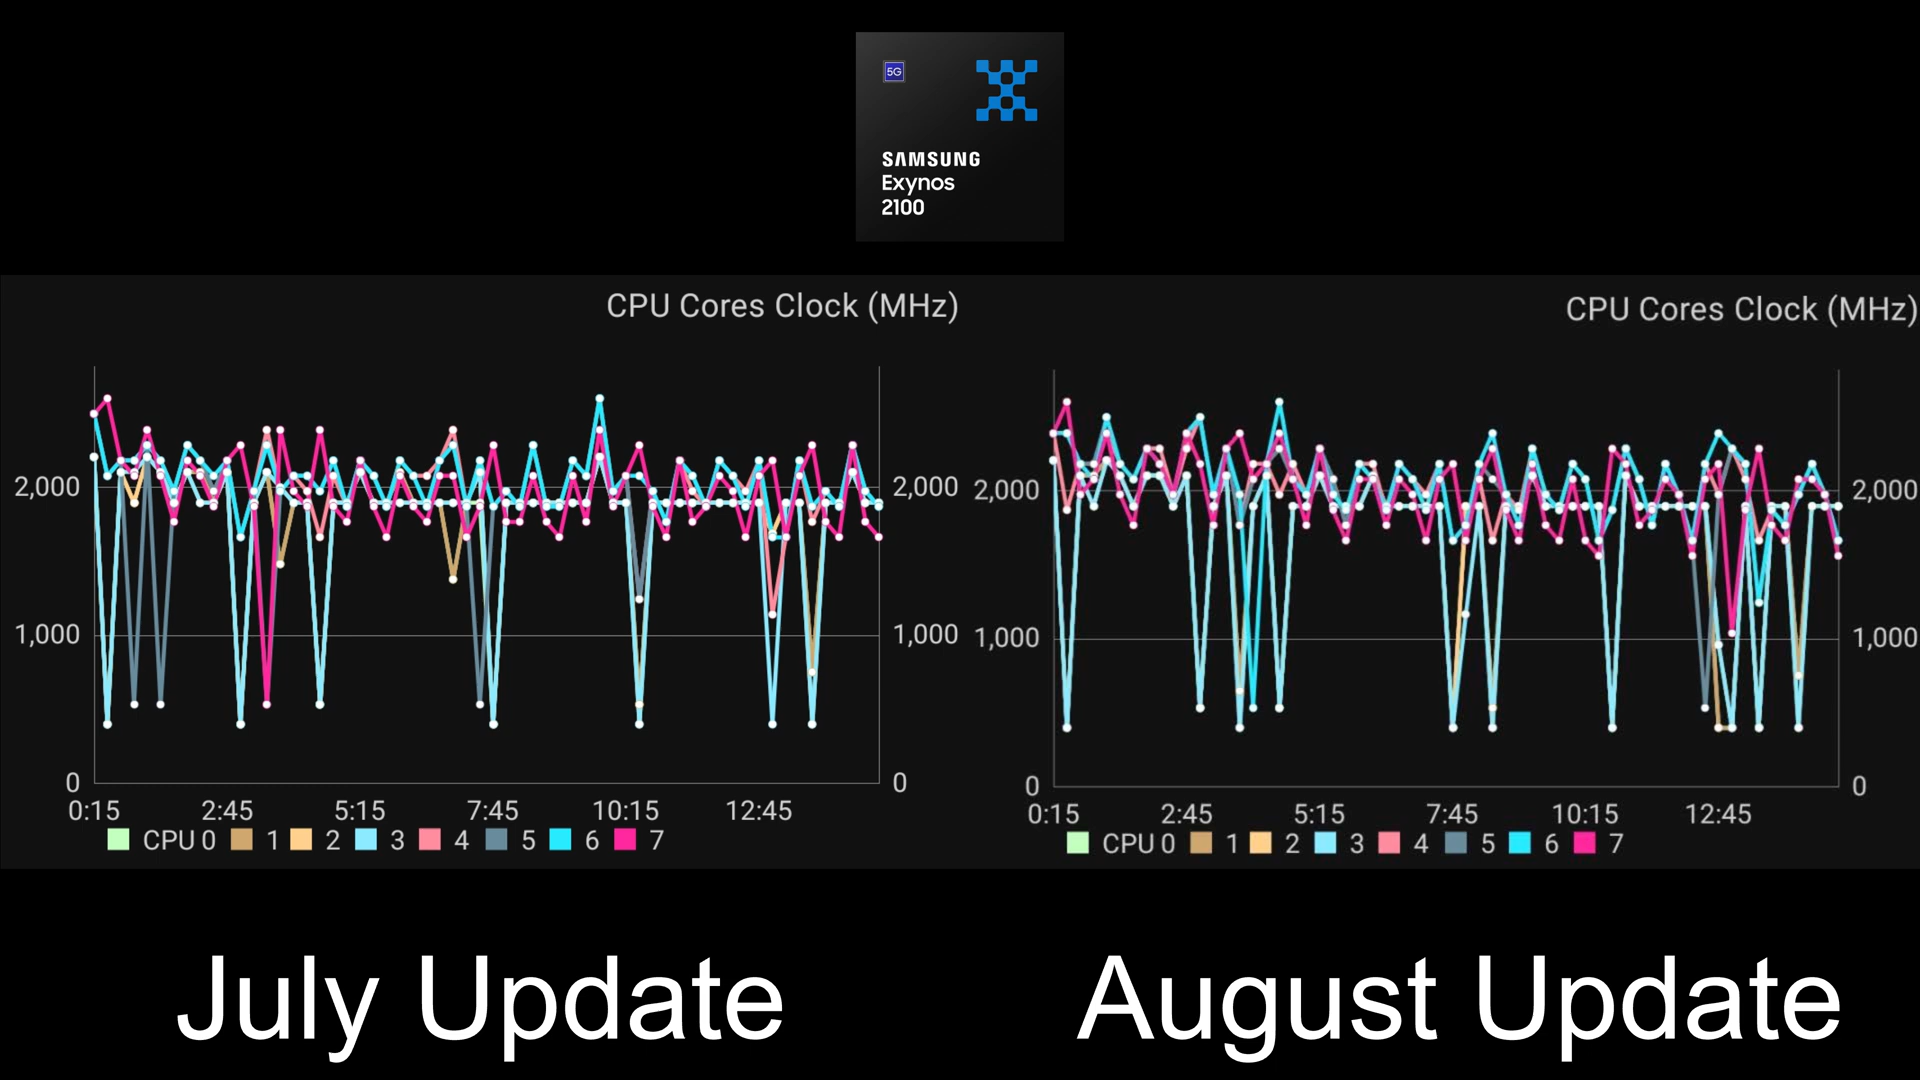 5G
SAMSUNG
Exynos
2100
CPU Cores Clock (MHz)
2,000
1,000
0
2,000
1,000
0
0:15 2:45 5:15 7:45 10:15 12:45
CPU 0 1 2 3 4 5 6 7
CPU Cores Clock (MHz)
2,000
1,000
0
2,000
1,000
0
0:15 2:45 5:15 7:45 10:15 12:45
CPU 0 1 2 3 4 5 6 7
July Update
August Update